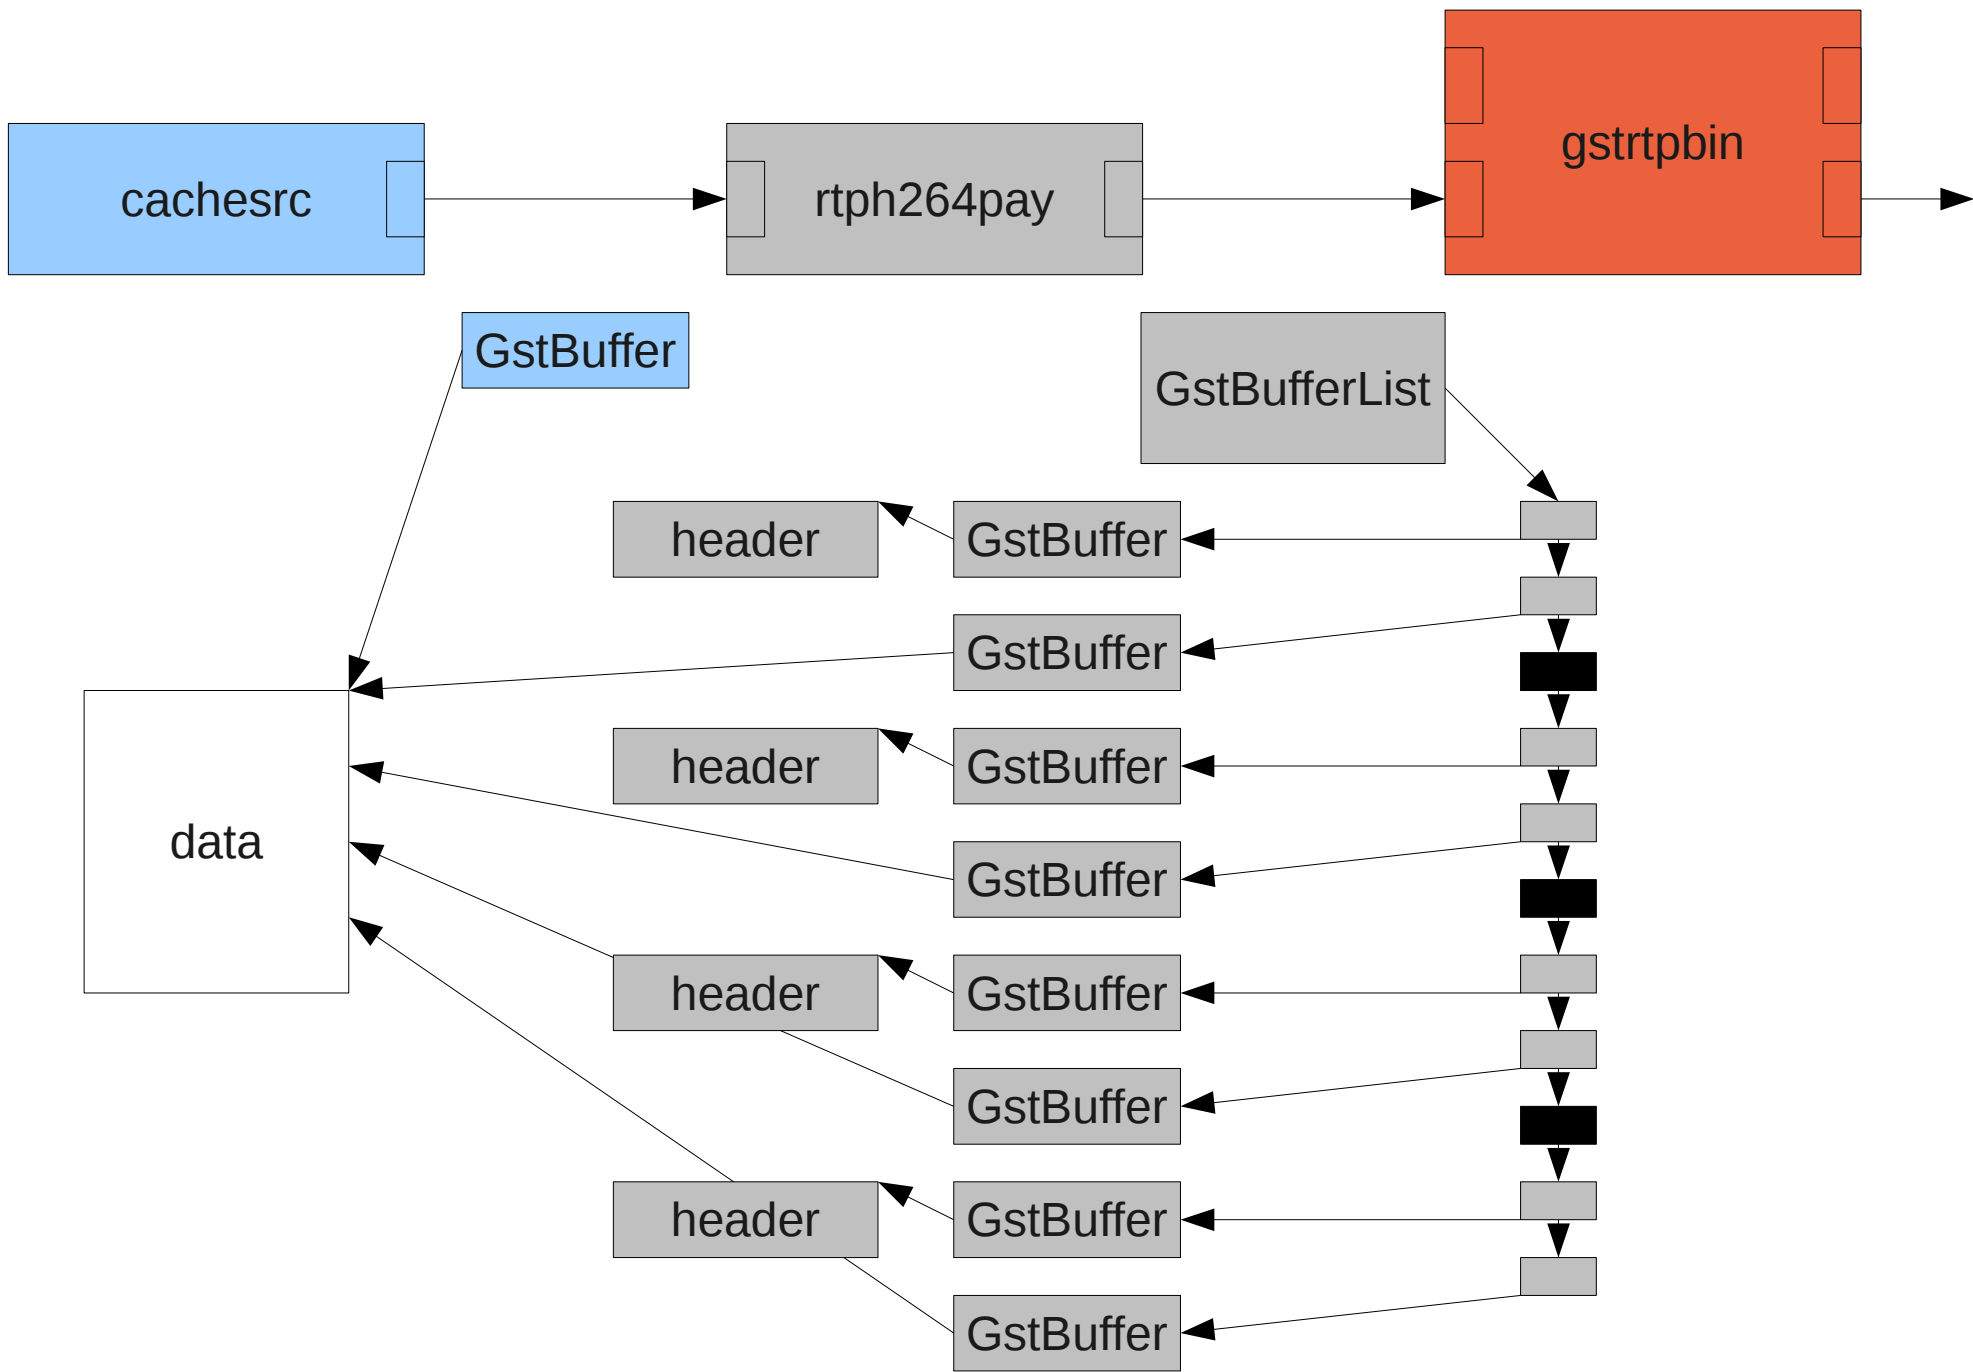 gstrtpbin
cachesrc
rtph264pay
GstBuffer
GstBufferList
header
GstBuffer
GstBuffer
header
GstBuffer
data
GstBuffer
header
GstBuffer
GstBuffer
header
GstBuffer
GstBuffer